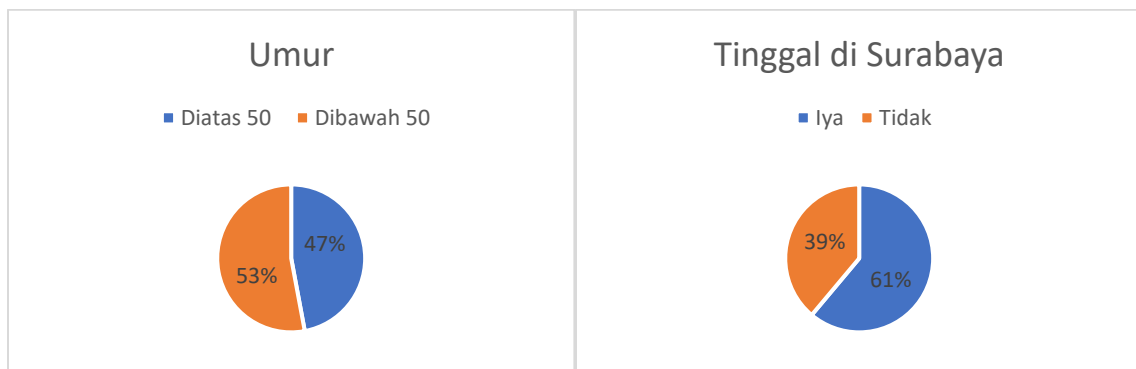 Umur
Diatas 50 Dibawah 50
47%
53%
Tinggal di Surabaya
Iya Tidak
39%
61%